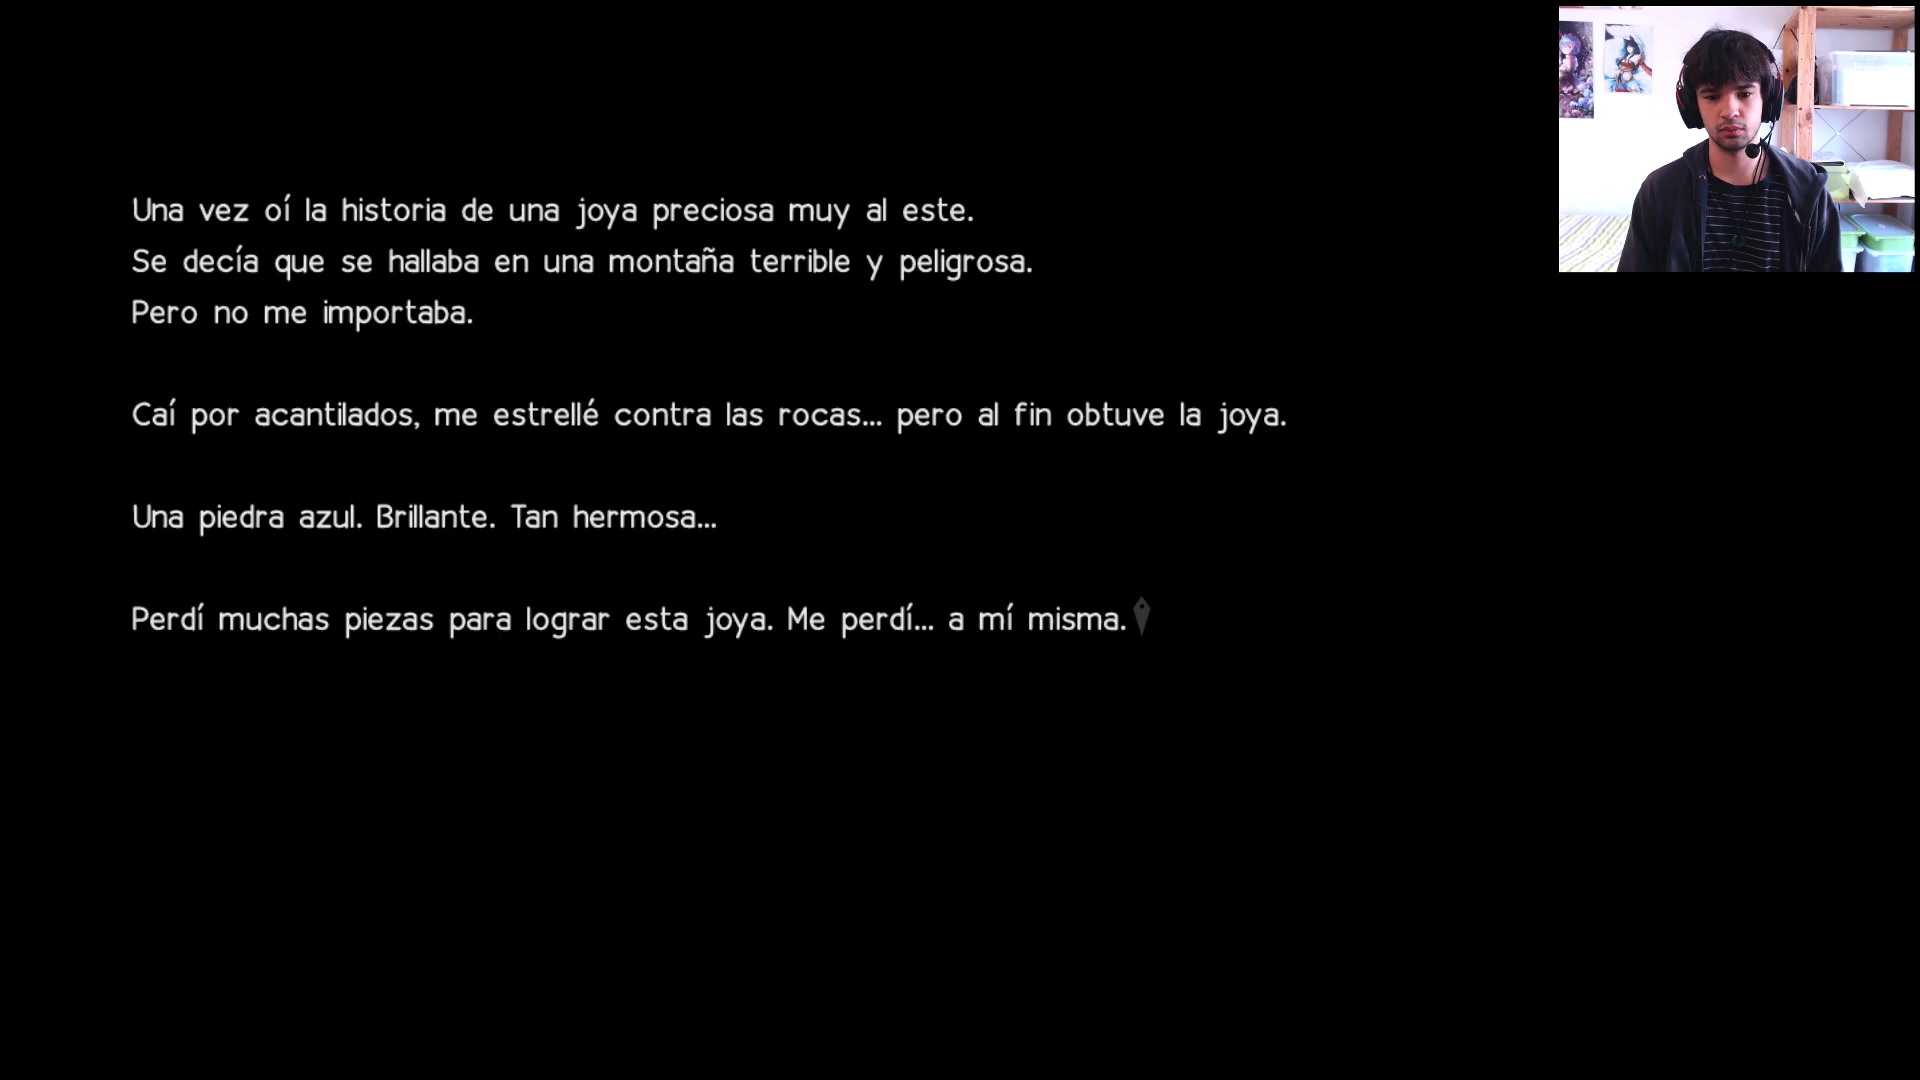 Una vez oí la historia de una joya preciosa muy al este.
Se decía que se hallaba en una montaña terrible y peligrosa.
Pero no me importaba.
Caí por acantilados, me estrellé contra las rocas... pero al fin obtuve la joya.
Una piedra azul. Brillante. Tan hermosa...
Perdí muchas piezas para lograr esta joya. Me perdí... a mí misma.